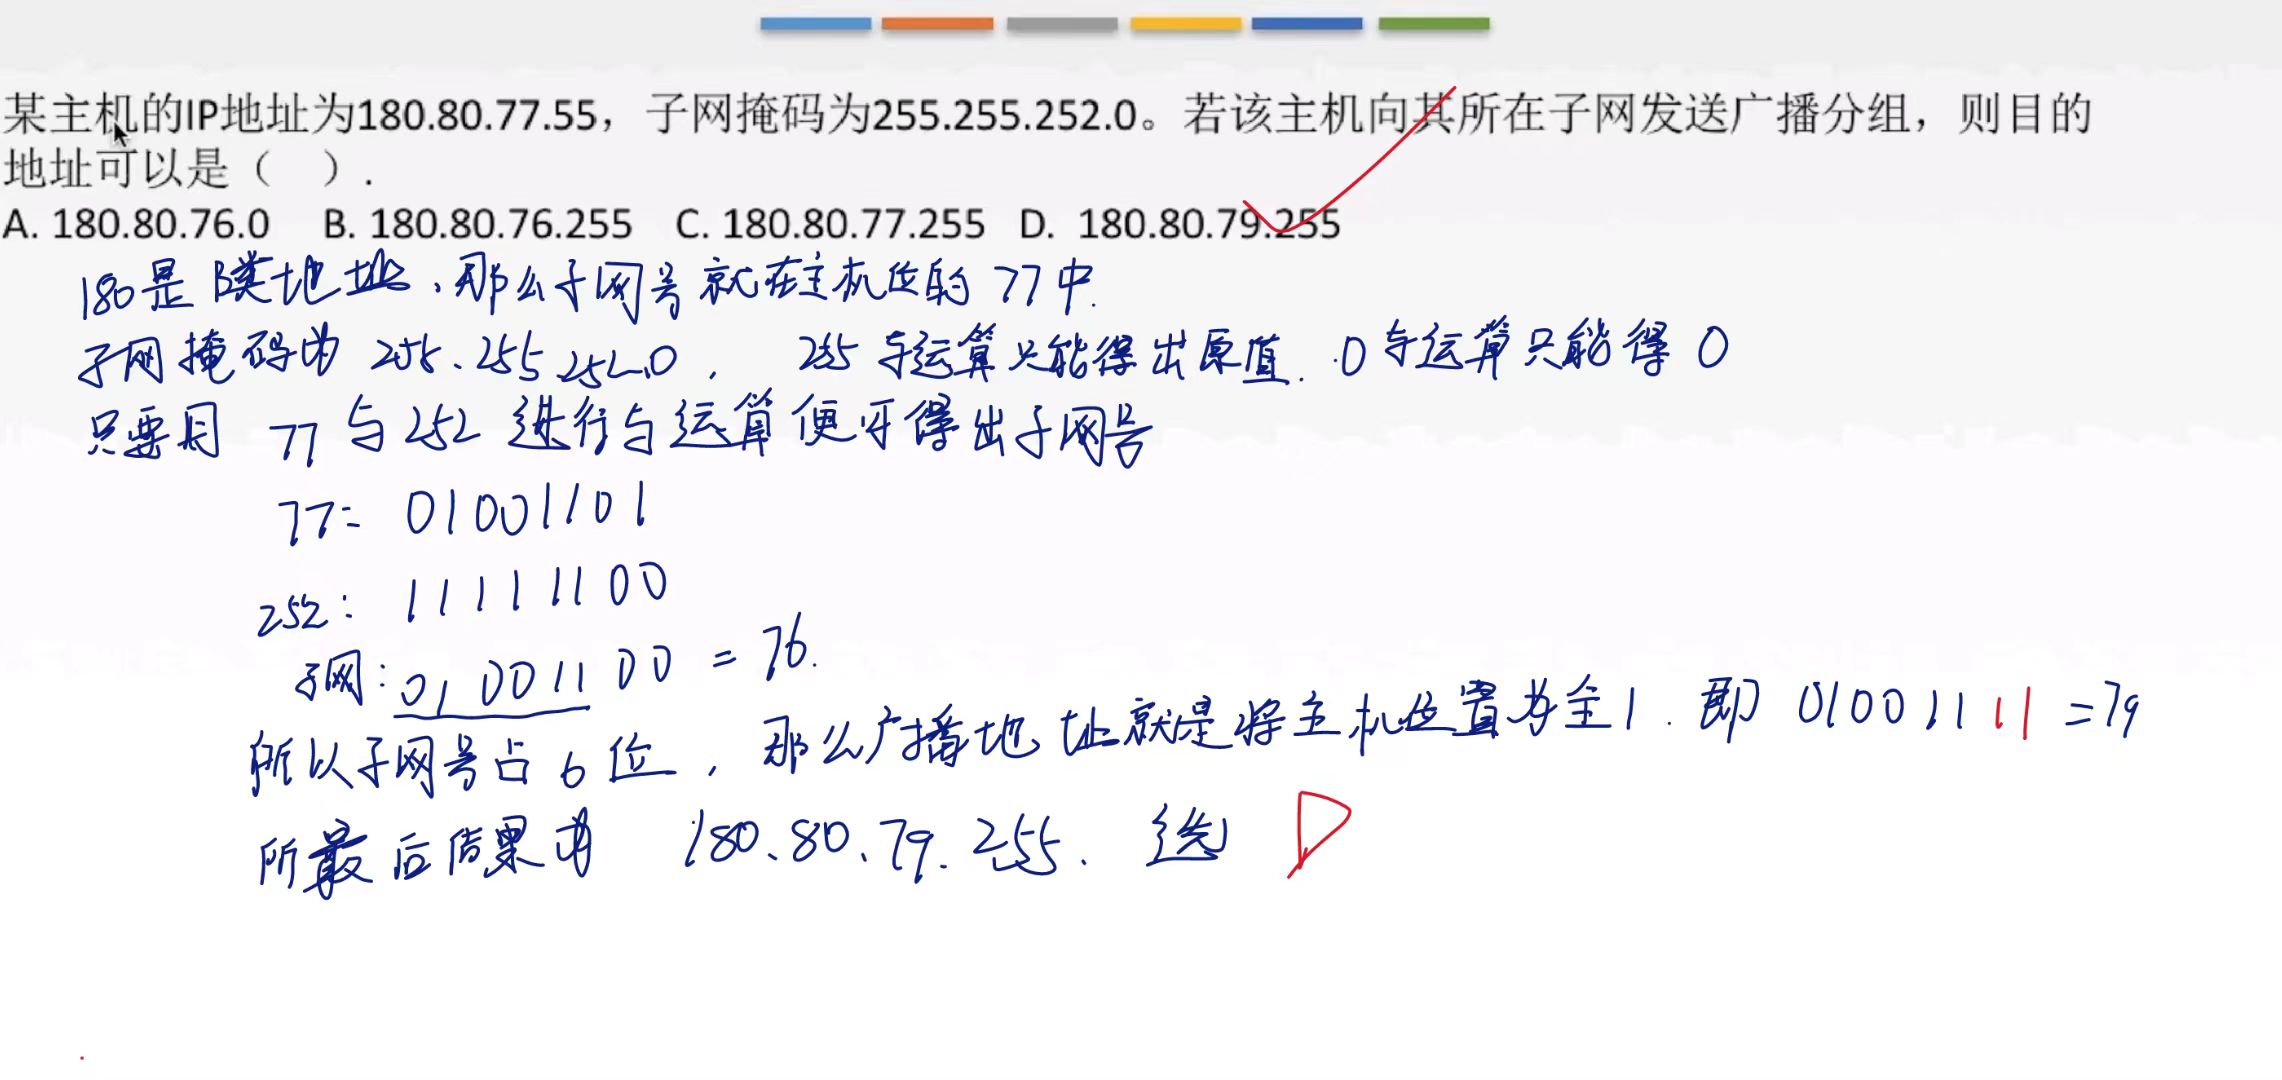 某主机的IP地址为180.80.77.55，子网掩码为255.255.252.0。若该主机向其所在子网发送广播分组，则目的
地址可以是（ ）.
A. 180.80.76.0 B. 180.80.76.255 C. 180.80.77.255 D. 180.80.79.255
180是B类地址，那么子网号就在主机位的77中.
子网掩码为 255.255.252.0， 255与运算只能得出原值. 0与运算只能得0
只要用 77与252 进行与运算便可得出子网号
77= 01001101
252: 11111100
子网: 01001100 = 76.
所以子网号占6位，那么广播地址就是将主机位置为全1. 即 01001111 =79
所最后结果为 180.80.79.255. 选 D